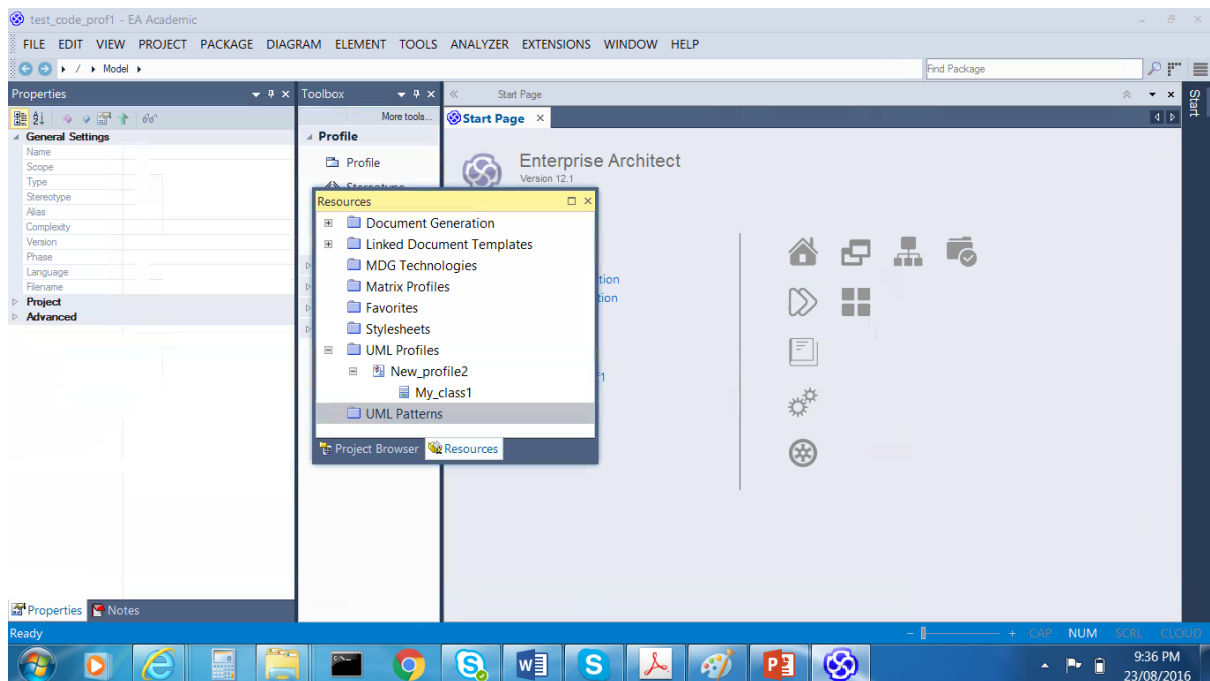 test_code_prof1 - EA Academic
FILE EDIT VIEW PROJECT PACKAGE DIAGRAM ELEMENT TOOLS ANALYZER EXTENSIONS WINDOW HELP
/ Model
Find Package
Properties
General Settings
Name
Scope
Type
Stereotype
Alias
Complexity
Version
Phase
Language
Filename
Project
Advanced
Toolbox
More tools...
Profile
Profile
Stereotype
Start Page
Start Page
Enterprise Architect
Version 12.1
tion
tion
Resources
Document Generation
Linked Document Templates
MDG Technologies
Matrix Profiles
Favorites
Stylesheets
UML Profiles
New_profile2
My_class1
UML Patterns
Project Browser Resources
Start
Properties Notes
Ready
CAP NUM SCRL CLOUD
9:36 PM
23/08/2016